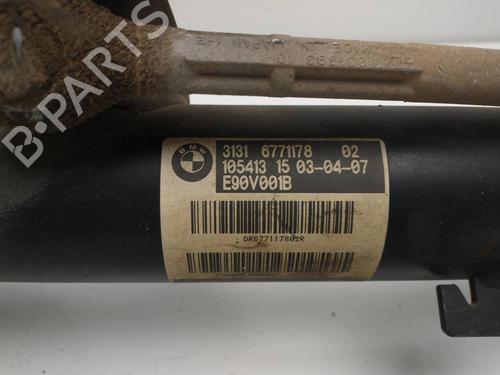 B-PARTS
BMW
3131 6771178 02
105413 15 03-04-07
E90V001B
DR677117802R